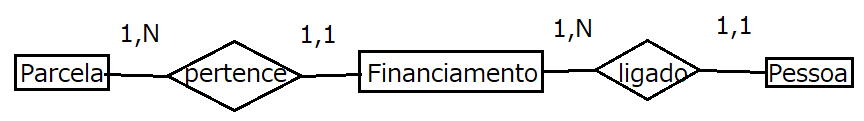 1,N
1,1
1,N
1,1
Parcela
pertence
Financiamento
ligado
Pessoa